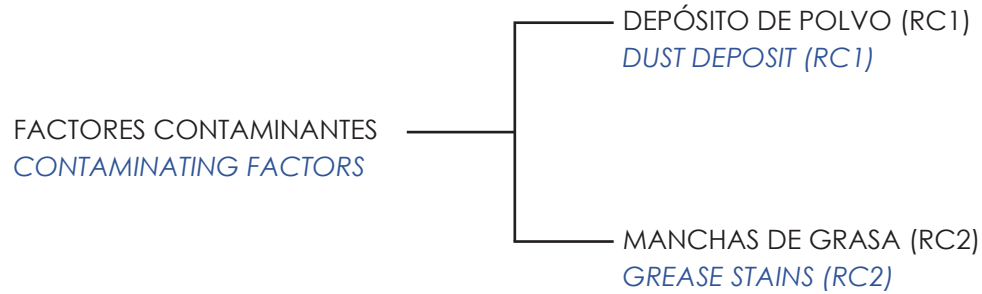 DEPÓSITO DE POLVO (RC1)
DUST DEPOSIT (RC1)
FACTORES CONTAMINANTES
CONTAMINATING FACTORS
MANCHAS DE GRASA (RC2)
GREASE STAINS (RC2)